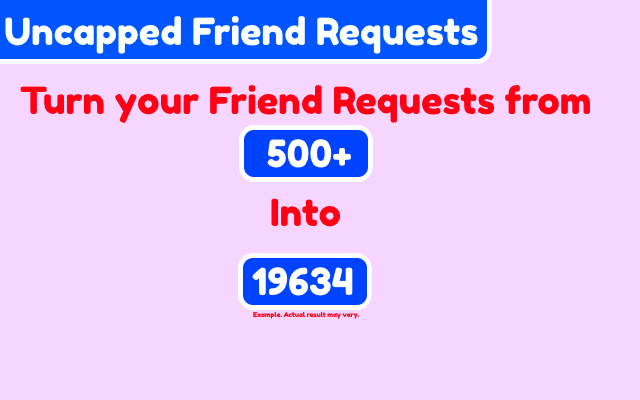 Uncapped Friend Requests
Turn your Friend Requests from
500+
Into
19634
Example. Actual result may vary.